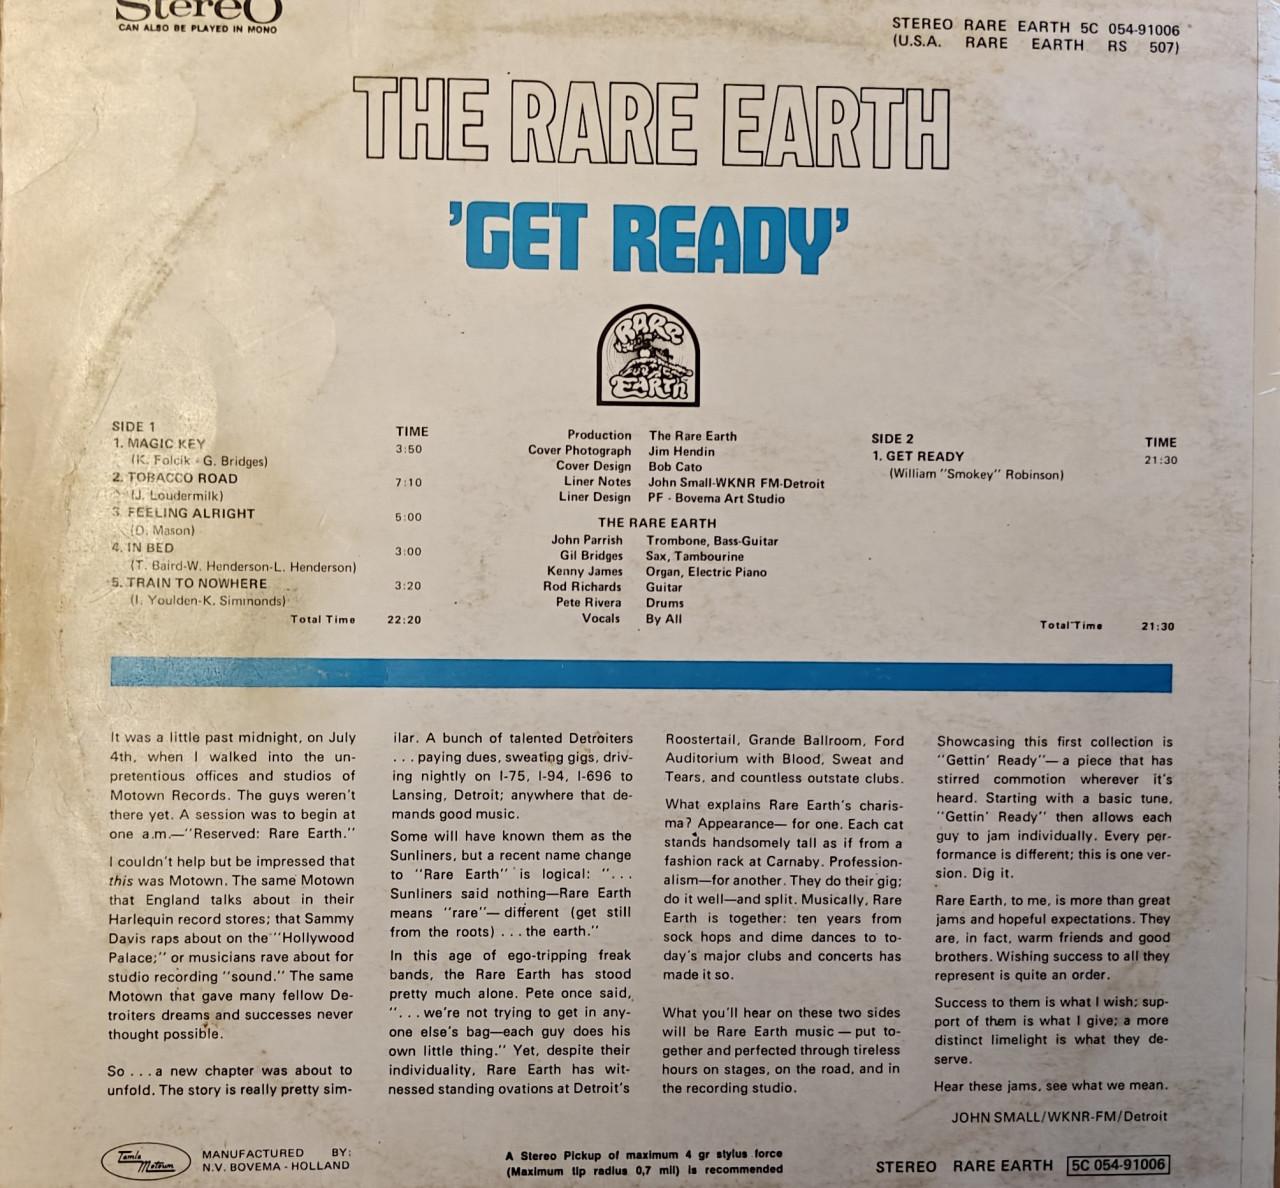 Stereo
CAN ALSO BE PLAYED IN MONO
STEREO RARE EARTH 5C 054-91006
(U.S.A. RARE EARTH RS 507)
THE RARE EARTH
'GET READY'
RARE
EARTH
SIDE 1
TIME
1. MAGIC KEY 3:50
(K. Folcik - G. Bridges)
2. TOBACCO ROAD 7:10
(J. Loudermilk)
3. FEELING ALRIGHT 5:00
(D. Mason)
4. IN BED 3:00
(T. Baird-W. Henderson-L. Henderson)
5. TRAIN TO NOWHERE 3:20
(I. Youlden-K. Simmonds)
Total Time 22:20
Production The Rare Earth
Cover Photograph Jim Hendin
Cover Design Bob Cato
Liner Notes John Small-WKNR FM-Detroit
Liner Design PF - Bovema Art Studio
THE RARE EARTH
John Parrish Trombone, Bass-Guitar
Gil Bridges Sax, Tambourine
Kenny James Organ, Electric Piano
Rod Richards Guitar
Pete Rivera Drums
Vocals By All
SIDE 2
TIME
1. GET READY 21:30
(William "Smokey" Robinson)
Total Time 21:30
It was a little past midnight, on July
4th, when I walked into the un-
pretentious offices and studios of
Motown Records. The guys weren't
there yet. A session was to begin at
one a.m.—"Reserved: Rare Earth."
I couldn't help but be impressed that
this was Motown. The same Motown
that England talks about in their
Harlequin record stores; that Sammy
Davis raps about on the "Hollywood
Palace;" or musicians rave about for
studio recording "sound." The same
Motown that gave many fellow De-
troiters dreams and successes never
thought possible.
So . . . a new chapter was about to
unfold. The story is really pretty sim-
ilar. A bunch of talented Detroiters
. . . paying dues, sweating gigs, driv-
ing nightly on I-75, I-94, I-696 to
Lansing, Detroit; anywhere that de-
mands good music.
Some will have known them as the
Sunliners, but a recent name change
to "Rare Earth" is logical: ". . .
Sunliners said nothing—Rare Earth
means "rare"— different (get still
from the roots) . . . the earth."
In this age of ego-tripping freak
bands, the Rare Earth has stood
pretty much alone. Pete once said,
". . . we're not trying to get in any-
one else's bag—each guy does his
own little thing." Yet, despite their
individuality, Rare Earth has wit-
nessed standing ovations at Detroit's
Roostertail, Grande Ballroom, Ford
Auditorium with Blood, Sweat and
Tears, and countless outstate clubs.
What explains Rare Earth's charis-
ma? Appearance— for one. Each cat
stands handsomely tall as if from a
fashion rack at Carnaby. Profession-
alism—for another. They do their gig;
do it well—and split. Musically, Rare
Earth is together: ten years from
sock hops and dime dances to to-
day's major clubs and concerts has
made it so.
What you'll hear on these two sides
will be Rare Earth music — put to-
gether and perfected through tireless
hours on stages, on the road, and in
the recording studio.
Showcasing this first collection is
"Gettin' Ready"— a piece that has
stirred commotion wherever it's
heard. Starting with a basic tune,
"Gettin' Ready" then allows each
guy to jam individually. Every per-
formance is different; this is one ver-
sion. Dig it.
Rare Earth, to me, is more than great
jams and hopeful expectations. They
are, in fact, warm friends and good
brothers. Wishing success to all they
represent is quite an order.
Success to them is what I wish; sup-
port of them is what I give; a more
distinct limelight is what they de-
serve.
Hear these jams, see what we mean.
JOHN SMALL/WKNR-FM/Detroit
Tamla Motown
MANUFACTURED BY:
N.V. BOVEMA - HOLLAND
A Stereo Pickup of maximum 4 gr stylus force
(Maximum tip radius 0,7 mil) is recommended
STEREO RARE EARTH 5C 054-91006